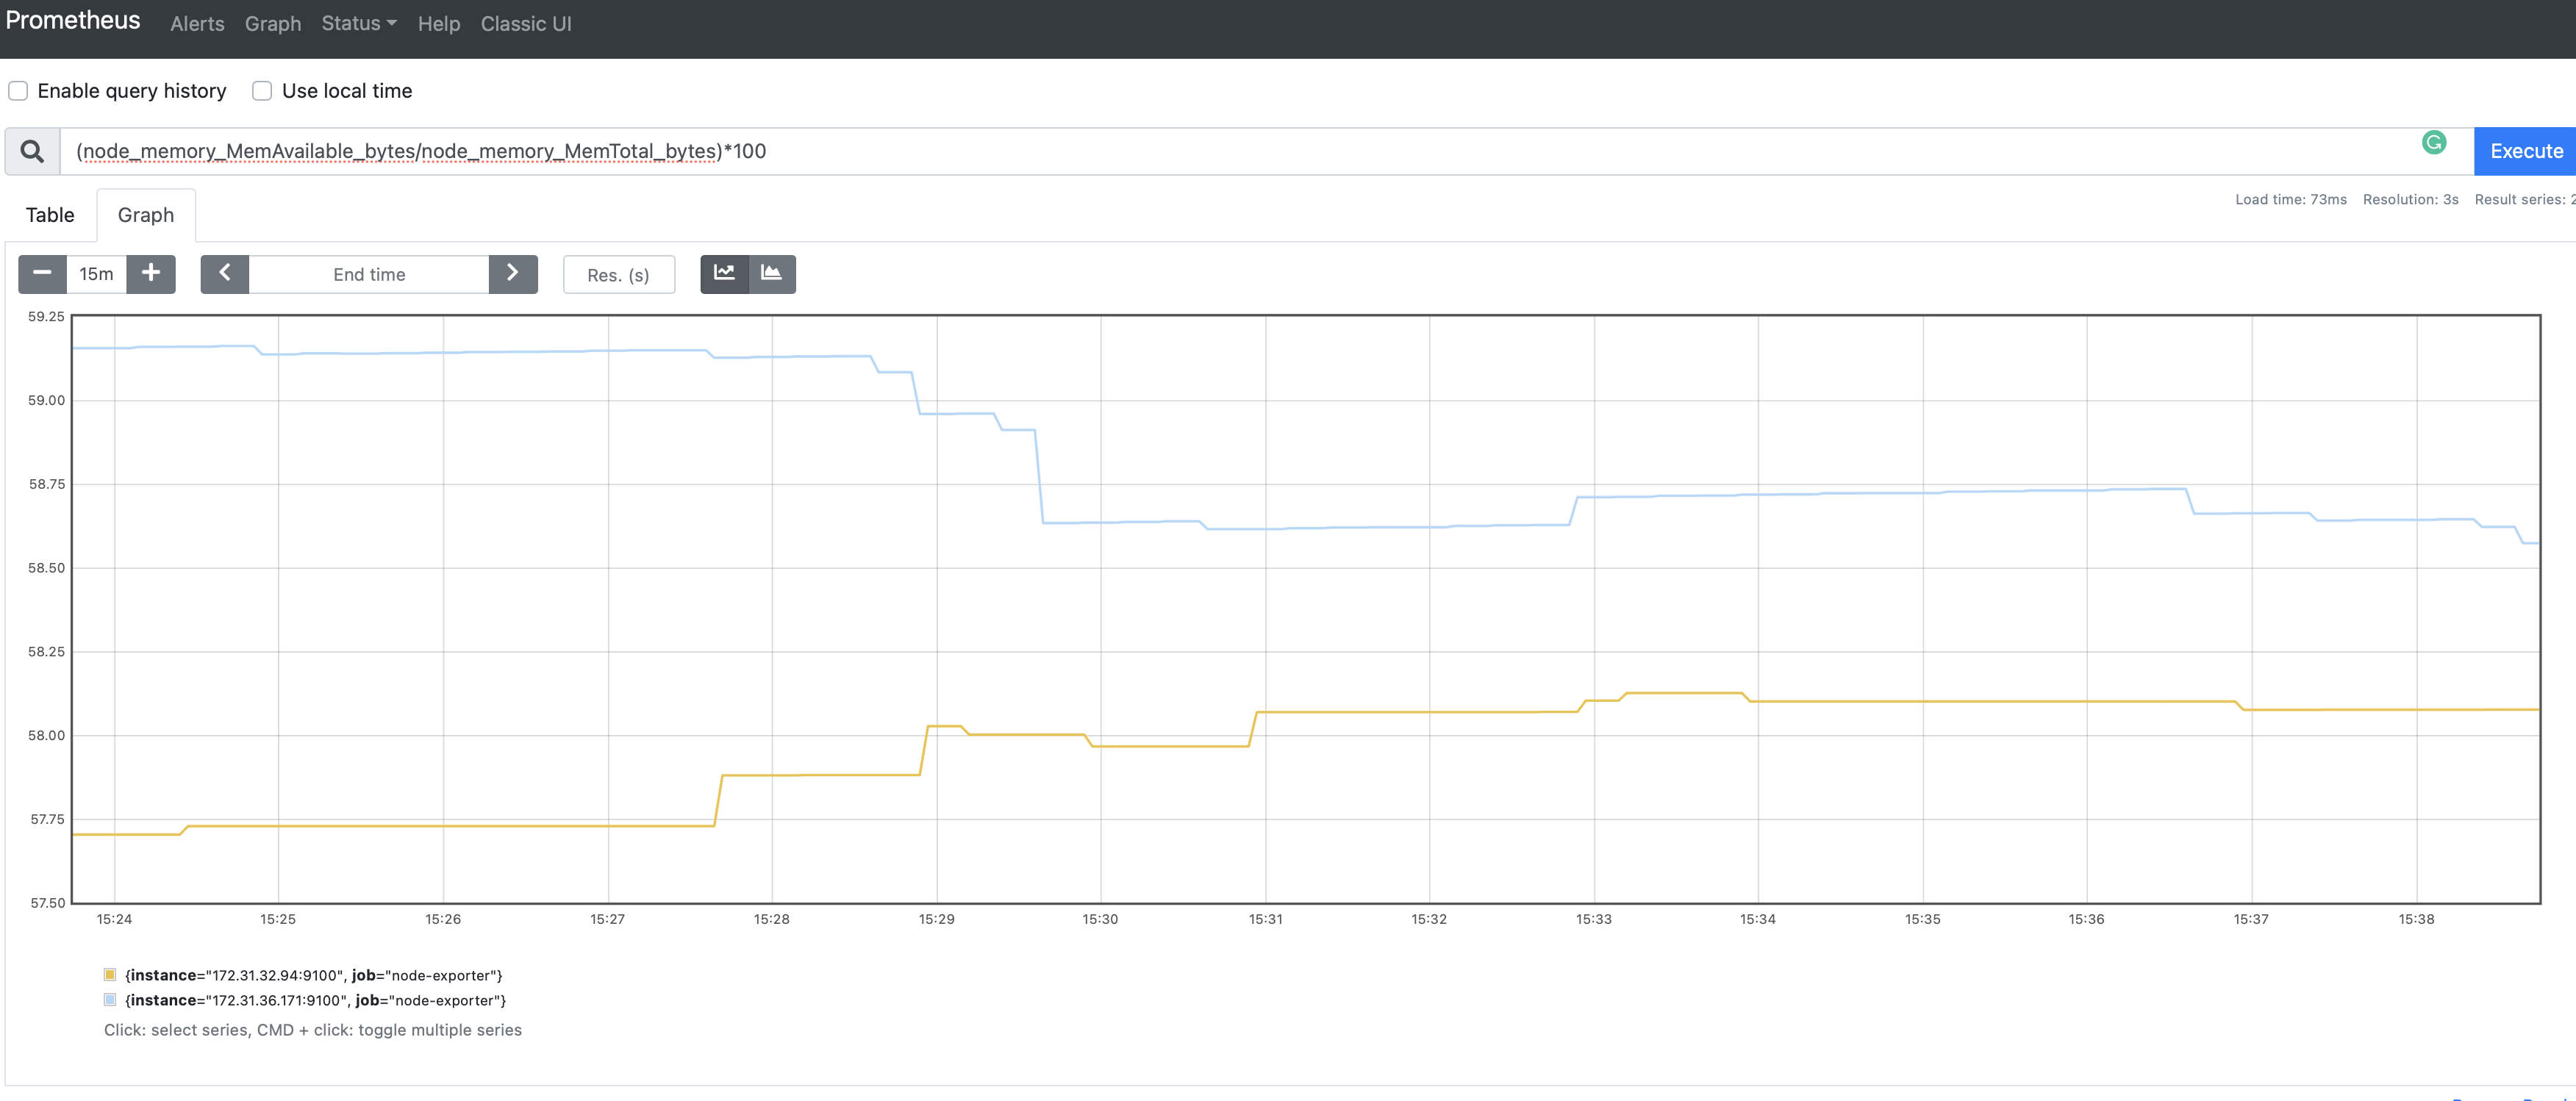 Prometheus Alerts Graph Status Help Classic UI
Enable query history Use local time
(node_memory_MemAvailable_bytes/node_memory_MemTotal_bytes)*100 Execute
Load time: 73ms Resolution: 3s Result series: 2
Table Graph
15m End time Res. (s)
59.25
59.00
58.75
58.50
58.25
58.00
57.75
57.50
15:24 15:25 15:26 15:27 15:28 15:29 15:30 15:31 15:32 15:33 15:34 15:35 15:36 15:37 15:38
{instance="172.31.32.94:9100", job="node-exporter"}
{instance="172.31.36.171:9100", job="node-exporter"}
Click: select series, CMD + click: toggle multiple series